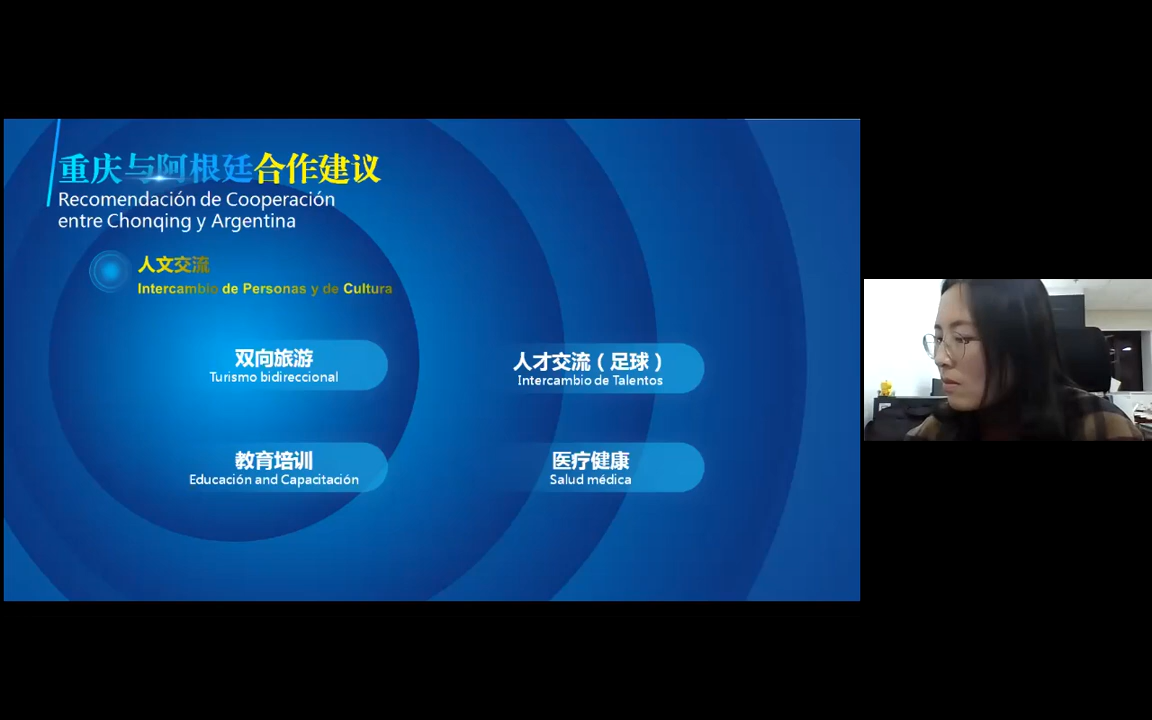 重庆与阿根廷合作建议
Recomendación de Cooperación
entre Chonqing y Argentina
人文交流
Intercambio de Personas y de Cultura
双向旅游
Turismo bidireccional
人才交流（足球）
Intercambio de Talentos
教育培训
Educación and Capacitación
医疗健康
Salud médica